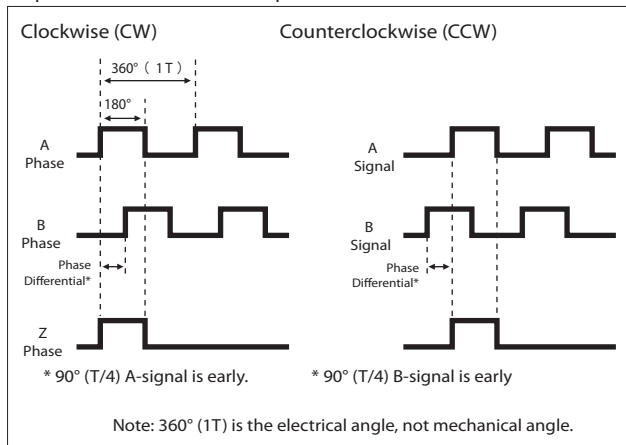 Clockwise (CW)
Counterclockwise (CCW)
360° ( 1T )
180°
A
Phase
B
Phase
Phase
Differential*
Z
Phase
* 90° (T/4) A-signal is early.
A
Signal
B
Signal
Phase
Differential*
* 90° (T/4) B-signal is early
Note: 360° (1T) is the electrical angle, not mechanical angle.